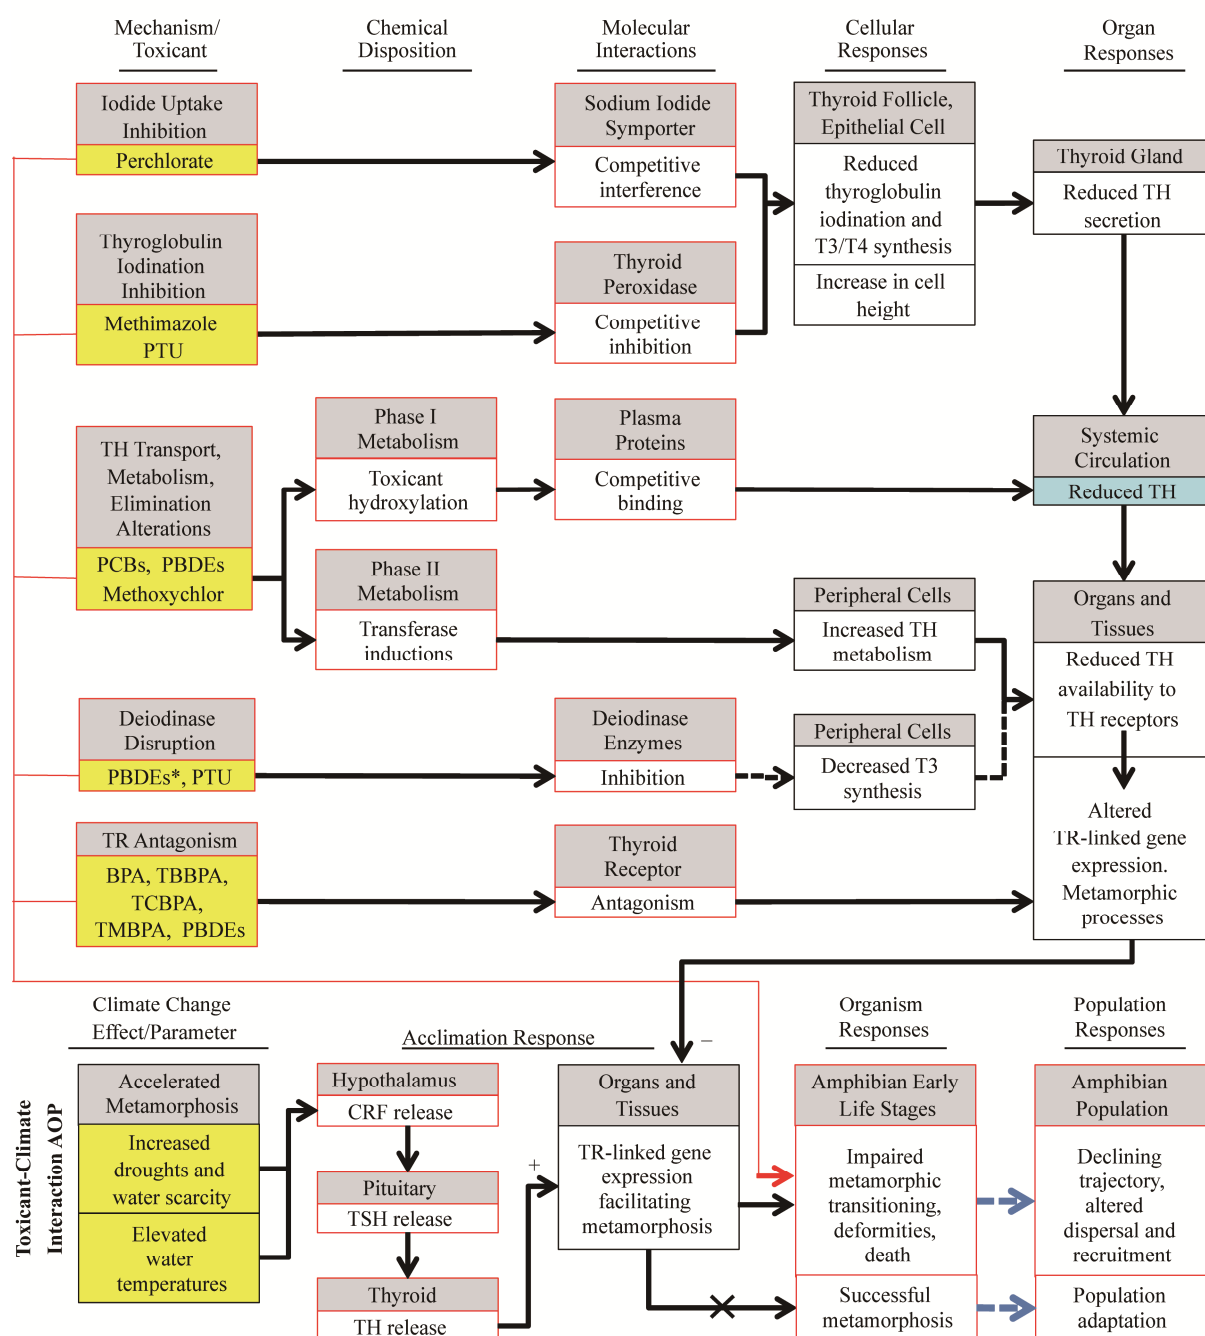 Mechanism/
Toxicant
Chemical
Disposition
Molecular
Interactions
Cellular
Responses
Organ
Responses
Iodide Uptake
Inhibition
Perchlorate
Sodium Iodide
Symporter
Competitive
interference
Thyroid Follicle,
Epithelial Cell
Reduced
thyroglobulin
iodination and
T3/T4 synthesis
Increase in cell
height
Thyroid Gland
Reduced TH
secretion
Thyroglobulin
Iodination
Inhibition
Methimazole
PTU
Thyroid
Peroxidase
Competitive
inhibition
TH Transport,
Metabolism,
Elimination
Alterations
PCBs, PBDEs
Methoxychlor
Phase I
Metabolism
Toxicant
hydroxylation
Plasma
Proteins
Competitive
binding
Systemic
Circulation
Reduced TH
Phase II
Metabolism
Transferase
inductions
Peripheral Cells
Increased TH
metabolism
Organs and
Tissues
Reduced TH
availability to
TH receptors
Deiodinase
Disruption
PBDEs*, PTU
Deiodinase
Enzymes
Inhibition
Peripheral Cells
Decreased T3
synthesis
Altered
TR-linked gene
expression.
Metamorphic
processes
TR Antagonism
BPA, TBBPA,
TCBPA,
TMBPA, PBDEs
Thyroid
Receptor
Antagonism
Climate Change
Effect/Parameter
Acclimation Response
Organism
Responses
Population
Responses
–
Toxicant-Climate
Interaction AOP
Accelerated
Metamorphosis
Increased
droughts and
water scarcity
Elevated
water
temperatures
Hypothalamus
CRF release
Pituitary
TSH release
Thyroid
TH release
+
Organs and
Tissues
TR-linked gene
expression
facilitating
metamorphosis
Amphibian Early
Life Stages
Impaired
metamorphic
transitioning,
deformities,
death
Successful
metamorphosis
Amphibian
Population
Declining
trajectory,
altered
dispersal and
recruitment
Population
adaptation